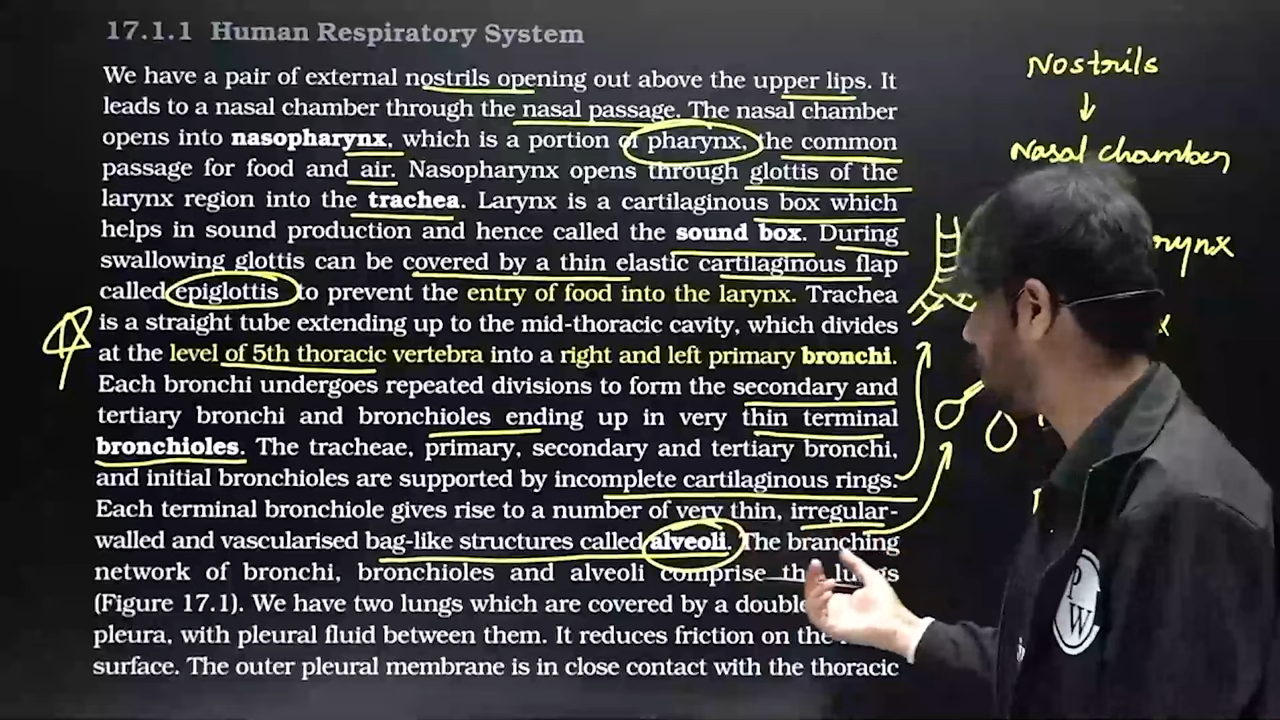 17.1.1 Human Respiratory System
We have a pair of external nostrils opening out above the upper lips. It
leads to a nasal chamber through the nasal passage. The nasal chamber
opens into nasopharynx, which is a portion of pharynx, the common
passage for food and air. Nasopharynx opens through glottis of the
larynx region into the trachea. Larynx is a cartilaginous box which
helps in sound production and hence called the sound box. During
swallowing glottis can be covered by a thin elastic cartilaginous flap
called epiglottis to prevent the entry of food into the larynx. Trachea
is a straight tube extending up to the mid-thoracic cavity, which divides
at the level of 5th thoracic vertebra into a right and left primary bronchi.
Each bronchi undergoes repeated divisions to form the secondary and
tertiary bronchi and bronchioles ending up in very thin terminal
bronchioles. The tracheae, primary, secondary and tertiary bronchi,
and initial bronchioles are supported by incomplete cartilaginous rings.
Each terminal bronchiole gives rise to a number of very thin, irregular-
walled and vascularised bag-like structures called alveoli. The branching
network of bronchi, bronchioles and alveoli comprise the lungs
(Figure 17.1). We have two lungs which are covered by a double
pleura, with pleural fluid between them. It reduces friction on the
surface. The outer pleural membrane is in close contact with the thoracic
Nostrils
↓
Nasal chamber
PW